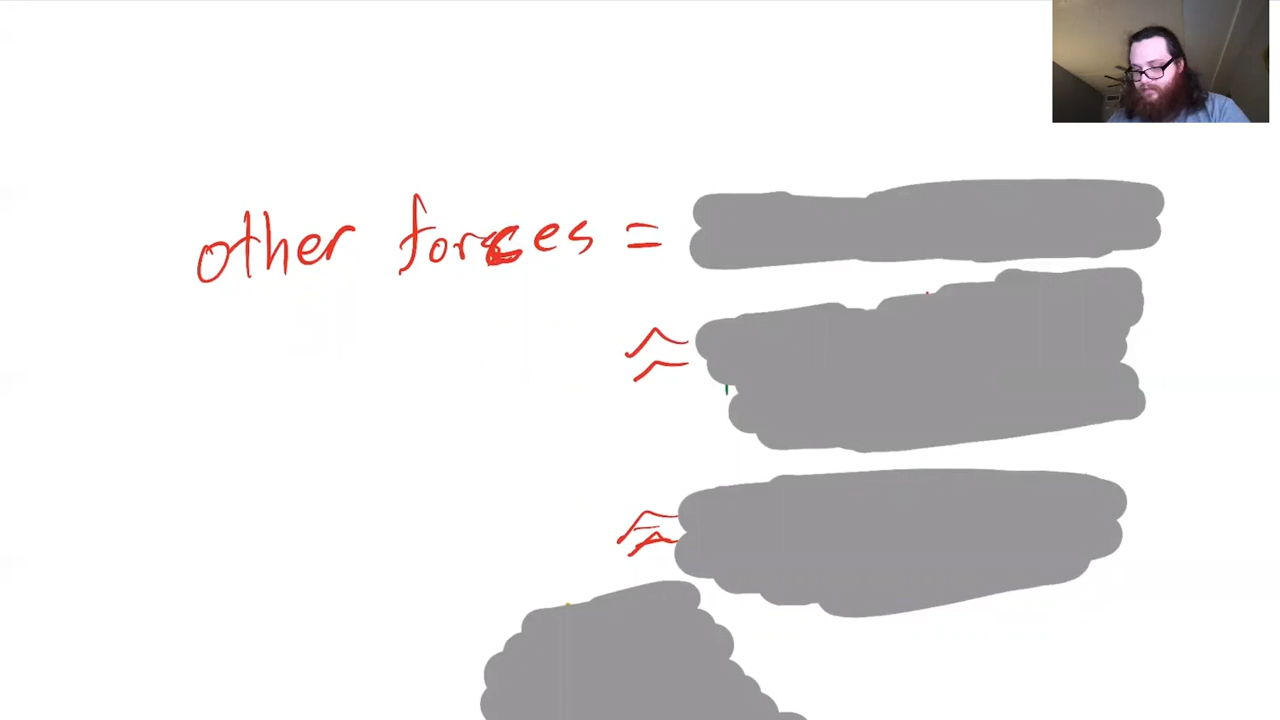 other forces =
≈
≈